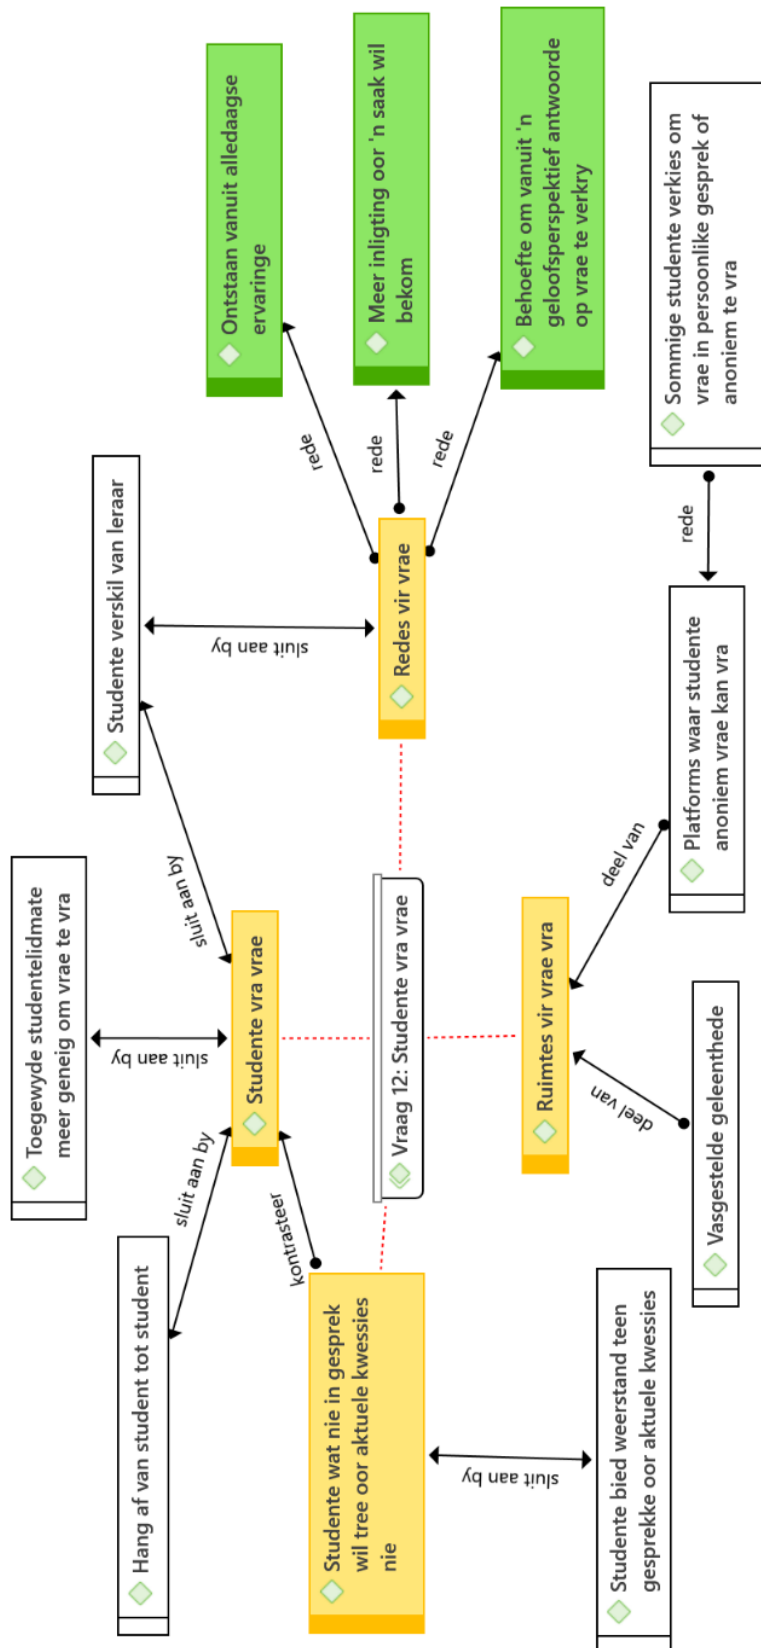 Hang af van student tot student
Toegewyde studentelidmate
meer geneig om vrae te vra
Studente verskil van leraar
Ontstaan vanuit alledaagse
ervaringe
sluit aan by
sluit aan by
sluit aan by
sluit aan by
rede
Studente vra vrae
kontrasteer
Studente wat nie in gesprek
wil tree oor aktuele kwessies
nie
Vraag 12: Studente vra vrae
Redes vir vrae
rede
Meer inligting oor 'n saak wil
bekom
rede
Behoefte om vanuit 'n
geloofsperspektief antwoorde
op vrae te verkry
Ruimtes vir vrae vra
sluit aan by
deel van
deel van
Studente bied weerstand teen
gesprekke oor aktuele kwessies
Vasgestelde geleenthede
Platforms waar studente
anoniem vrae kan vra
rede
Sommige studente verkies om
vrae in persoonlike gesprek of
anoniem te vra